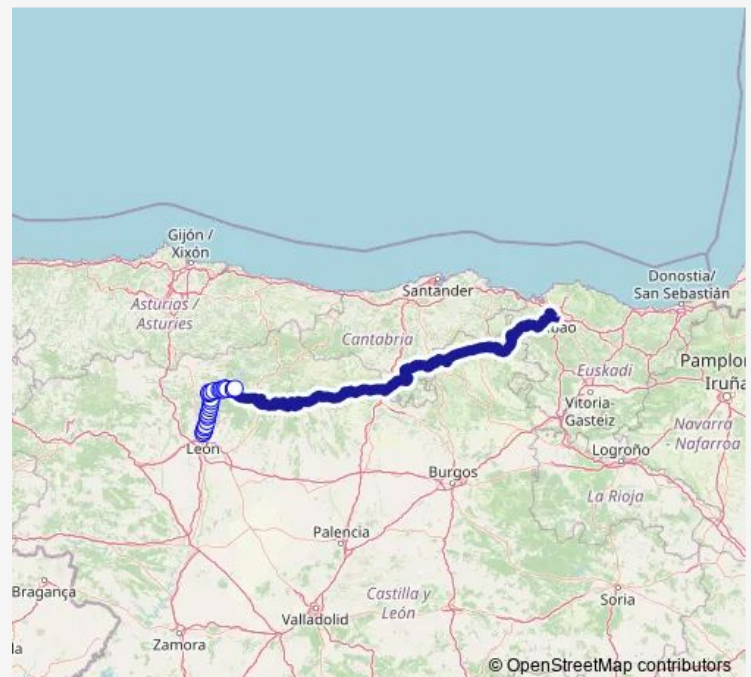 Gijón /
Xixón
Santander
Donostia/
San Sebastián
Asturias /
Asturies
Cantabria
bao
Euskadi
Pamplo
Iruña
Vitoria-
Gasteiz
León
Logroño
Navarra
- Nafarroa
Burgos
La Rioja
Palencia
Bragança
Castilla y
León
Soria
Valladolid
la
Zamora
© OpenStreetMap contributors